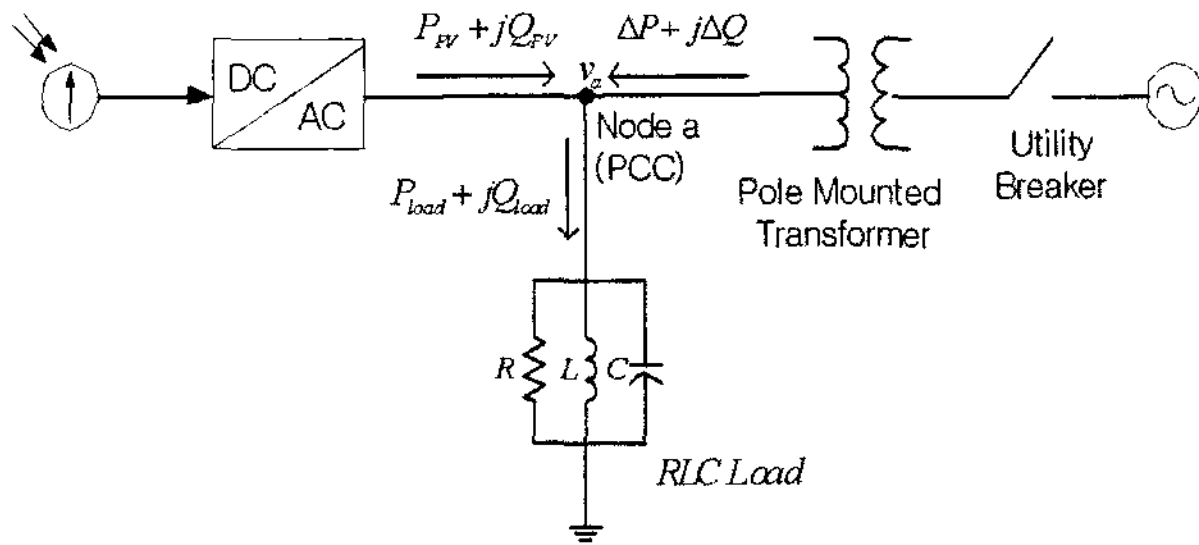 P_PV + jQ_PV
ΔP + jΔQ
DC
AC
v_a
Node a
(PCC)
P_load + jQ_load
Pole Mounted
Transformer
Utility
Breaker
R
L
C
RLC Load